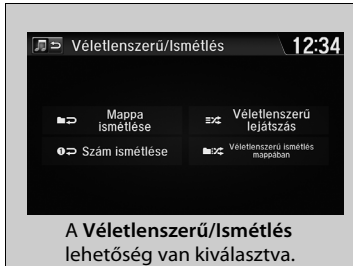 Véletlenszerű/Ismétlés
12:34
Mappa
ismétlése
Véletlenszerű
lejátszás
Szám ismétlése
Véletlenszerű ismétlés
mappában
A Véletlenszerű/Ismétlés
lehetőség van kiválasztva.